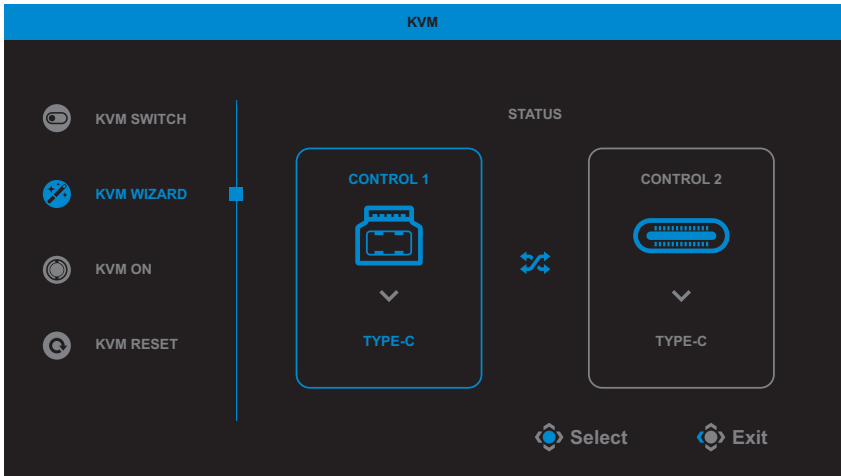 KVM
KVM SWITCH
KVM WIZARD
KVM ON
KVM RESET
STATUS
CONTROL 1
TYPE-C
CONTROL 2
TYPE-C
Select
Exit